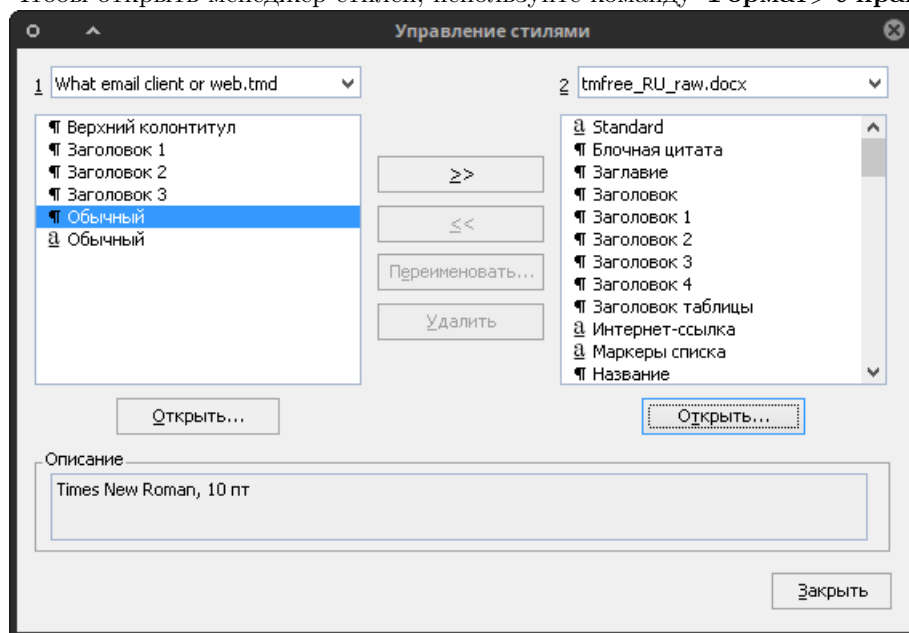 Управление стилями
1 What email client or web.tmd
2 tmfree_RU_raw.docx
¶ Верхний колонтитул
¶ Заголовок 1
¶ Заголовок 2
¶ Заголовок 3
¶ Обычный
a Обычный
>>
<<
Переименовать...
Удалить
a Standard
¶ Блочная цитата
¶ Заглавие
¶ Заголовок
¶ Заголовок 1
¶ Заголовок 2
¶ Заголовок 3
¶ Заголовок 4
¶ Заголовок таблицы
a Интернет-ссылка
a Маркеры списка
¶ Название
Открыть...
Открыть...
Описание
Times New Roman, 10 пт
Закрыть